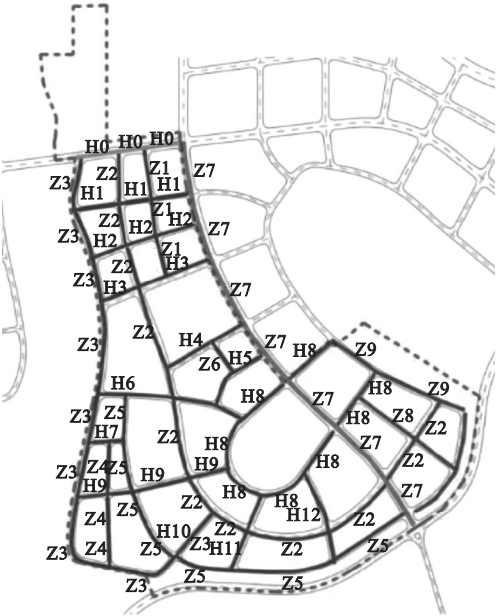 H0 H0 H0
Z3 Z2 Z1 Z7
H1 H1 H1
Z1
Z2 H2 H2
Z3 H2 Z7
Z1
Z3 Z2 H3
H3 Z7
Z3 Z2 H4 Z7 H8 Z9
Z6 H5
H6 H8 H8 Z9
Z7
Z3 Z5 H8 Z8
H7 Z2 H8 Z7 Z2
Z3 Z4 Z5 H9 H9 H8 Z2
H9 H8 Z7
Z5 Z2 H8
Z4 H10 Z2 H12 Z2
Z3 Z4 Z5 Z3 H11 Z2 Z5
Z3 Z5 Z5